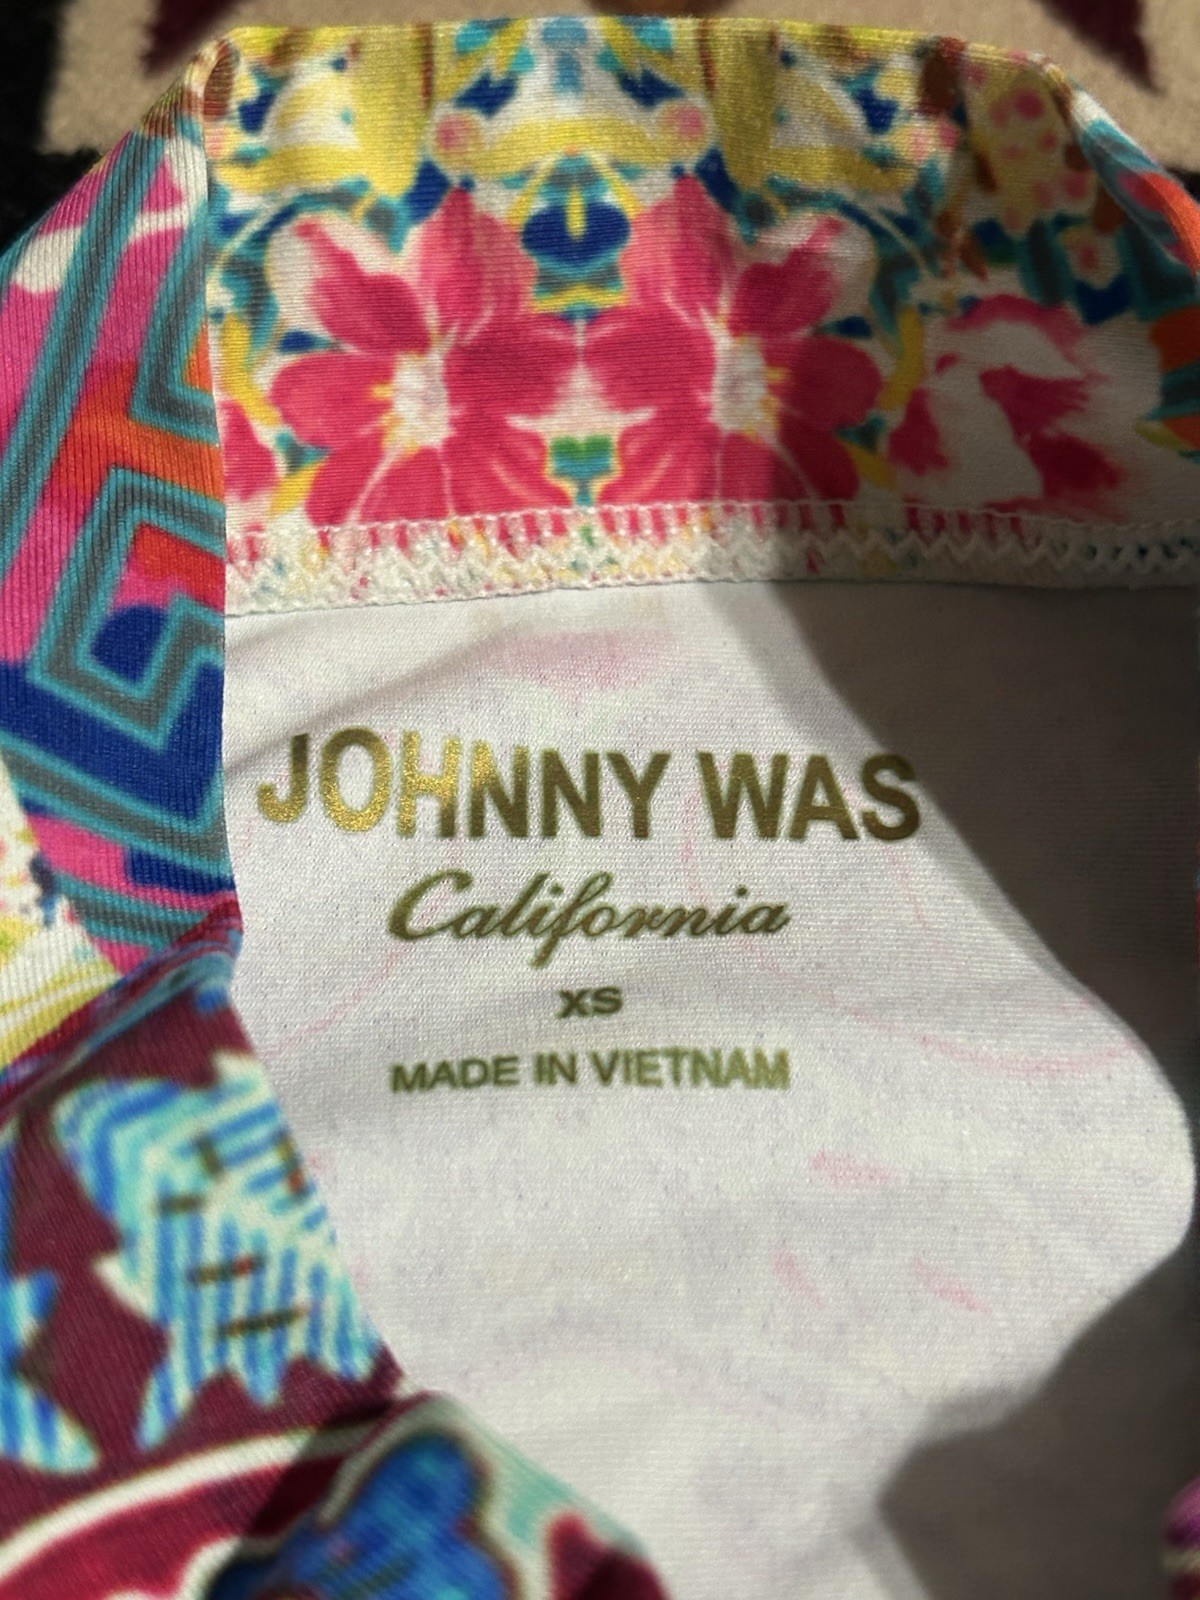 JOHNNY WAS
California
XS
MADE IN VIETNAM